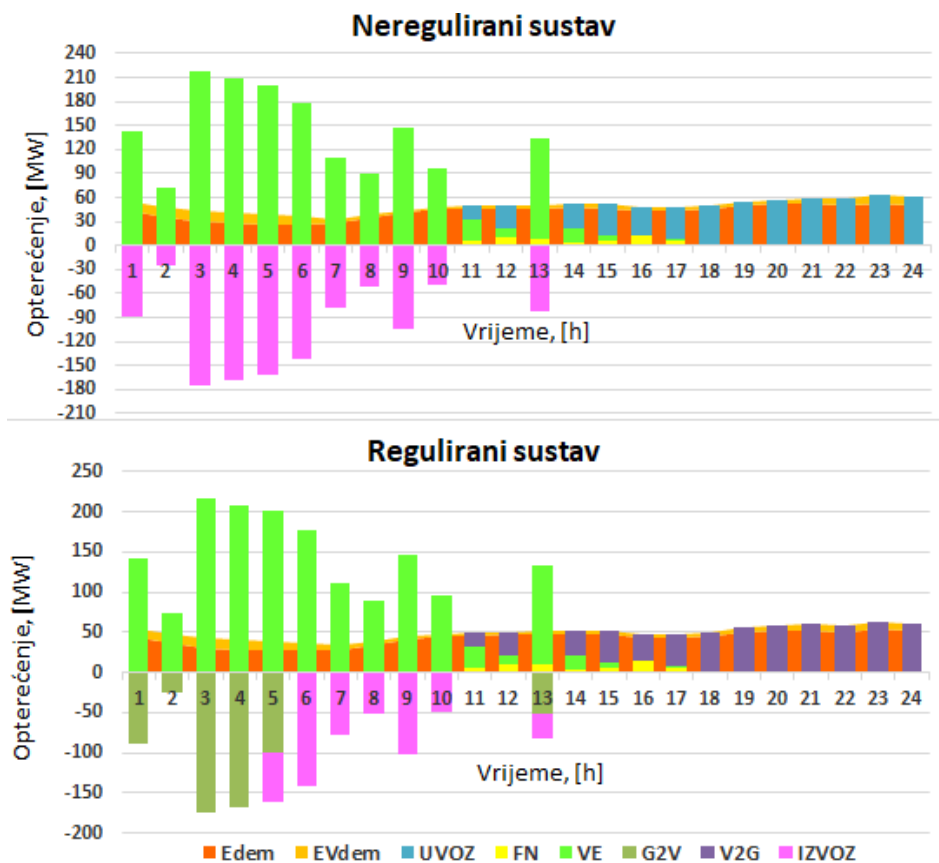 Neregulirani sustav
Opterećenje, [MW]
240
210
180
150
120
90
60
30
0
-30
-60
-90
-120
-150
-180
-210
1 2 3 4 5 6 7 8 9 10 11 12 13 14 15 16 17 18 19 20 21 22 23 24
Vrijeme, [h]
Regulirani sustav
Opterećenje, [MW]
250
200
150
100
50
0
-50
-100
-150
-200
1 2 3 4 5 6 7 8 9 10 11 12 13 14 15 16 17 18 19 20 21 22 23 24
Vrijeme, [h]
Edem EVdem UVOZ FN VE G2V V2G IZVOZ